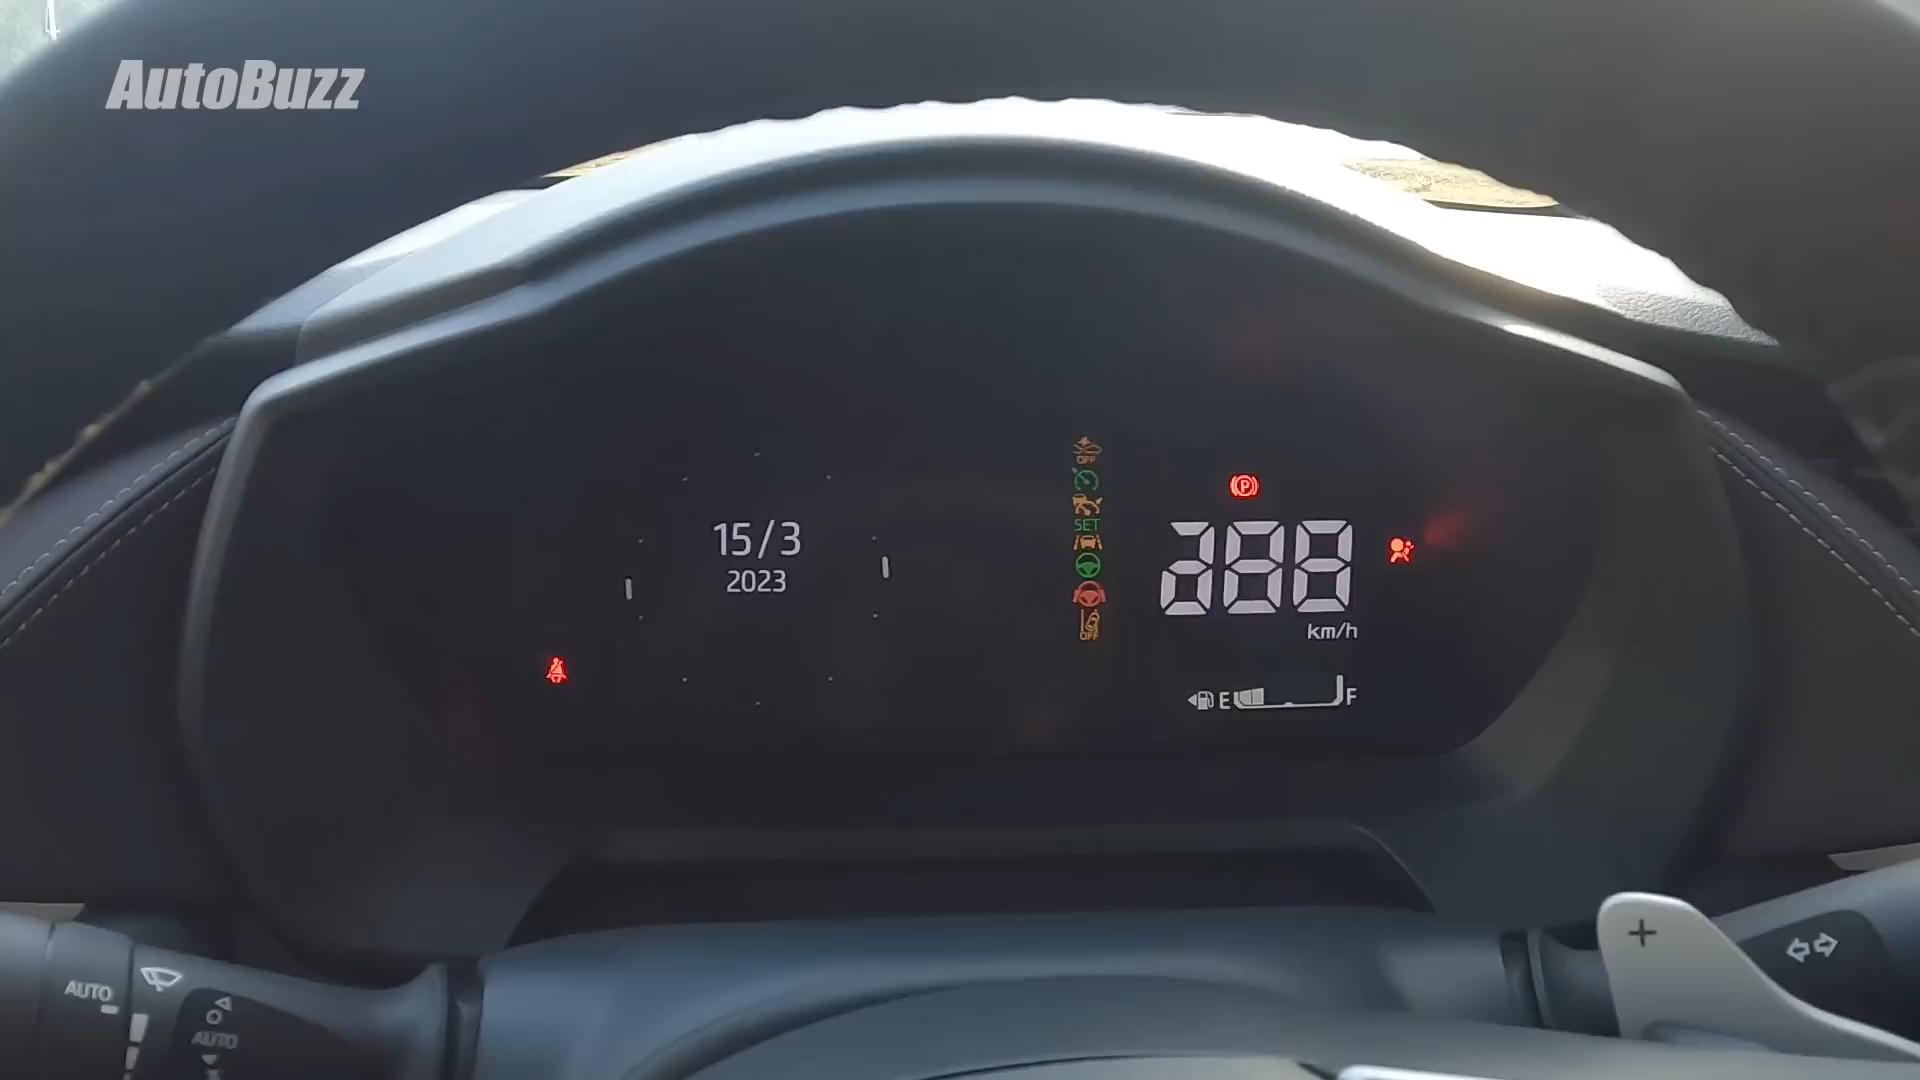 AutoBuzz
15/3
2023
OFF
SET
OFF
P
288
km/h
E F
AUTO
AUTO
+